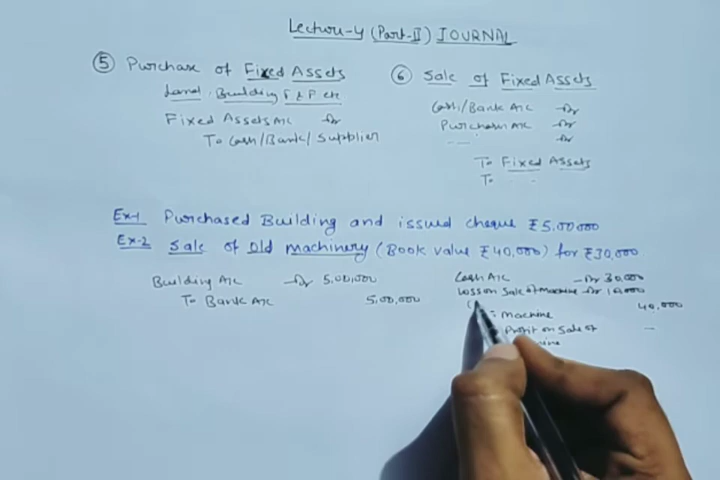 Lecture-4 (Part-II) JOURNAL
⑤ Purchase of Fixed Assets
Land, Building F & F etc
Fixed Assets A/c Dr
To Cash/Bank/Supplier
⑥ Sale of Fixed Assets
Cash/Bank A/c Dr
Purchaser A/c Dr
---- Dr
To Fixed Assets
To
Ex-1 Purchased Building and issued cheque ₹5,00,000
Ex-2 Sale of Old machinery (Book value ₹40,000) for ₹30,000
Building A/c Dr 5,00,000
To Bank A/c 5,00,000
Cash A/c Dr 30,000
Loss on Sale of Machine Dr 10,000
machine 40,000
Profit on Sale of —